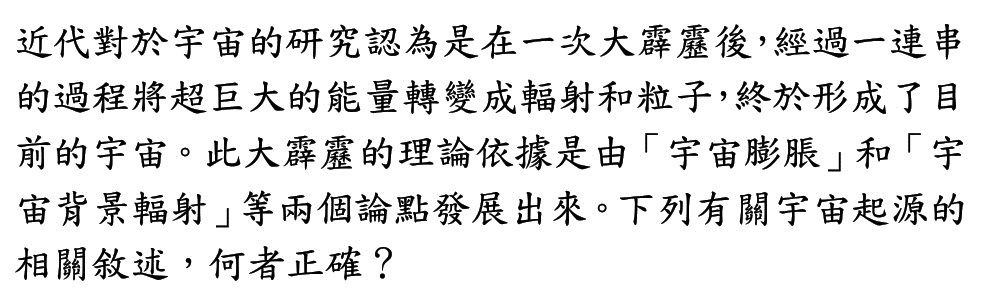 近代對於宇宙的研究認為是在一次大霹靂後，經過一連串
的過程將超巨大的能量轉變成輻射和粒子，終於形成了目
前的宇宙。此大霹靂的理論依據是由「宇宙膨脹」和「宇
宙背景輻射」等兩個論點發展出來。下列有關宇宙起源的
相關敘述，何者正確？